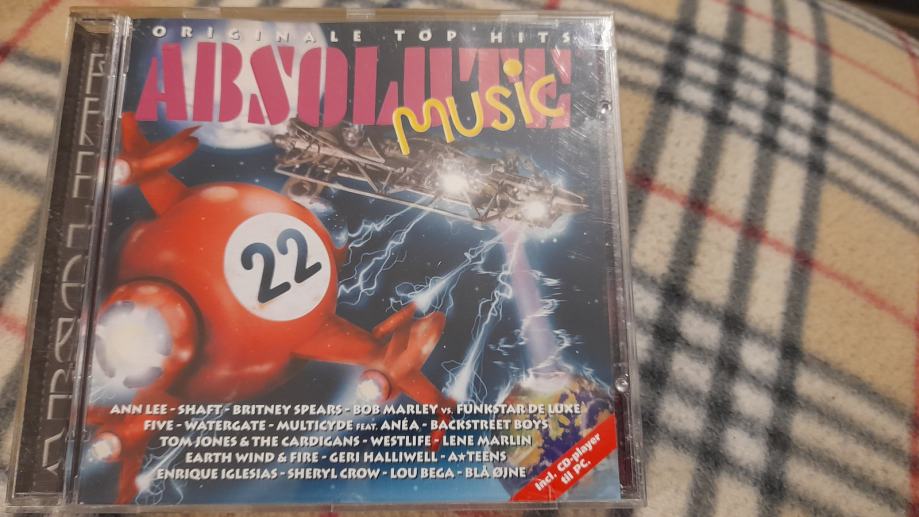 ORIGINALE TOP HITS
ABSOLUTE
MUSIC
22
ANN LEE - SHAFT - BRITNEY SPEARS - BOB MARLEY VS. FUNKSTAR DE LUXE
FIVE - WATERGATE - MULTICYDE FEAT. ANÉA - BACKSTREET BOYS
TOM JONES & THE CARDIGANS - WESTLIFE - LENE MARLIN
EARTH WIND & FIRE - GERI HALLIWELL - A★TEENS
ENRIQUE IGLESIAS - SHERYL CROW - LOU BEGA - BLÅ ØJNE
Incl. CD-player
til PC.